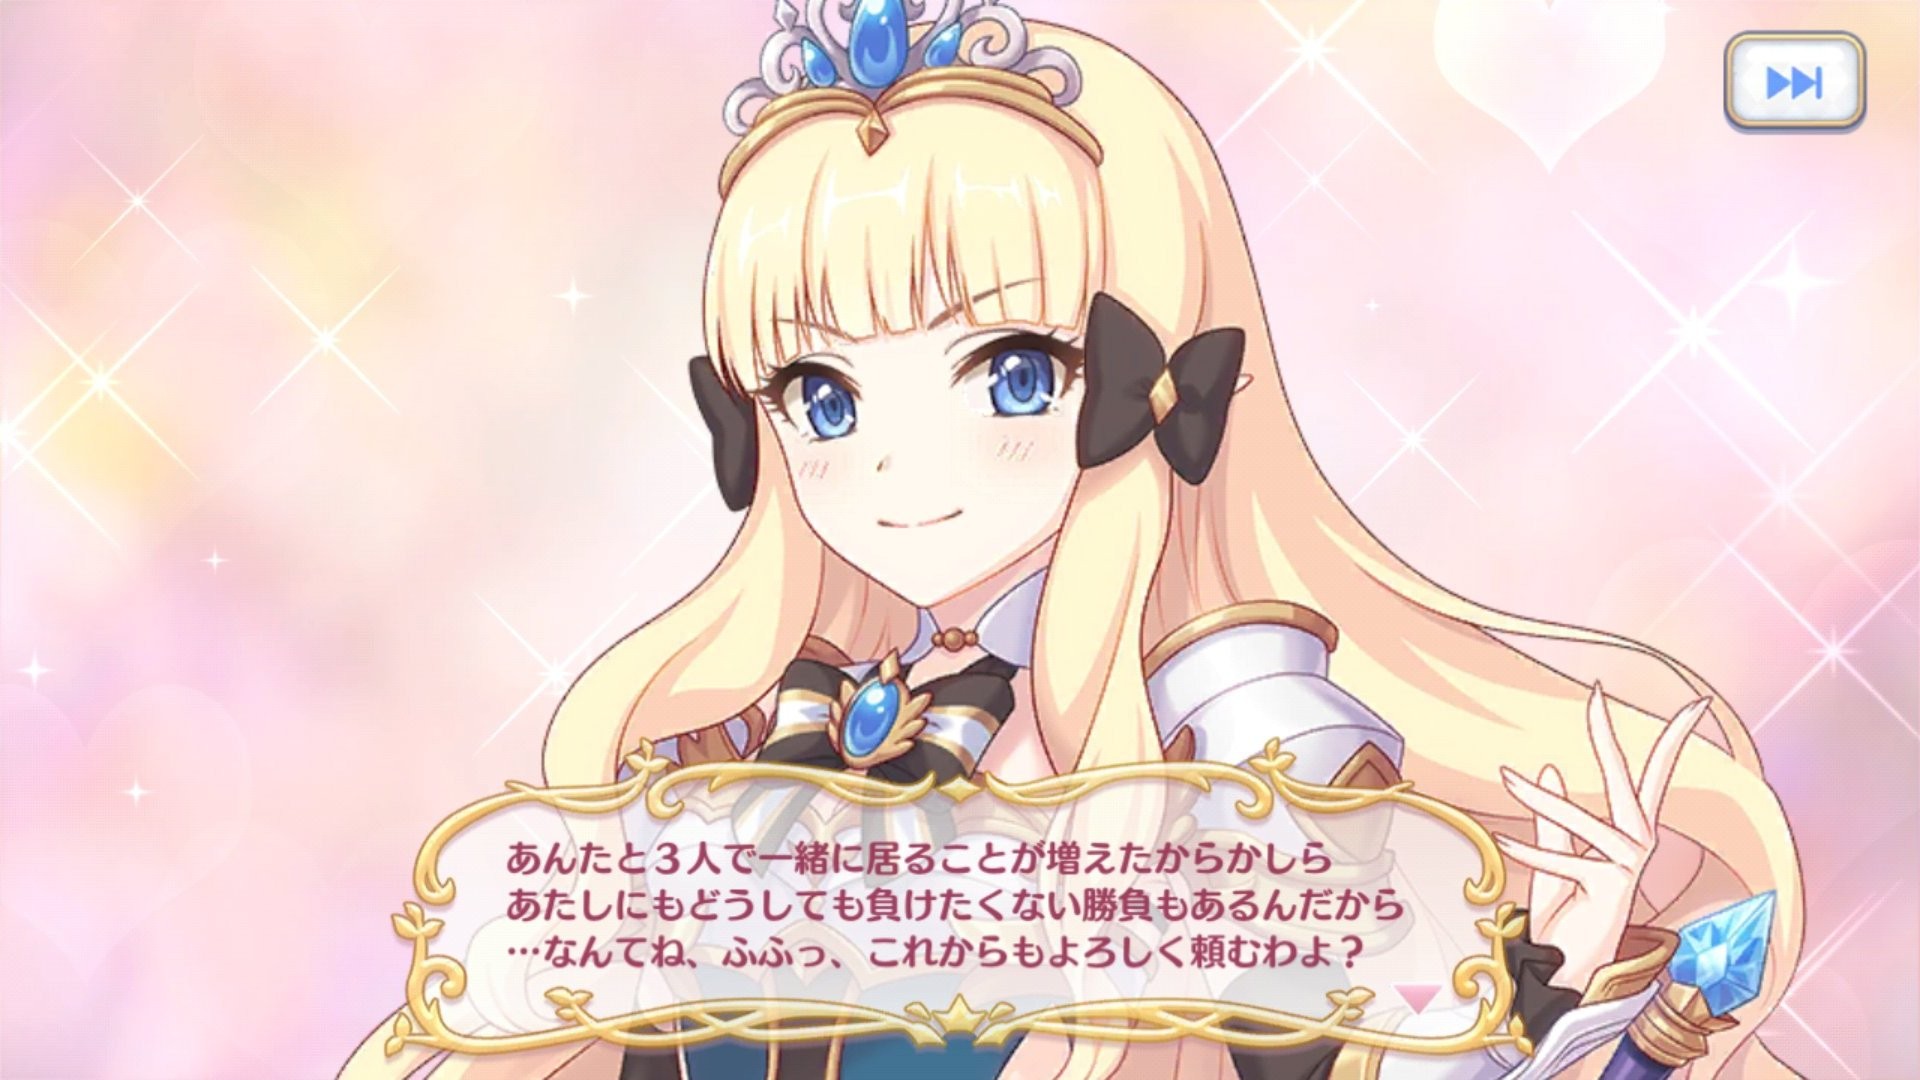 あんたと３人で一緒に居ることが増えたからかしら
あたしにもどうしても負けたくない勝負もあるんだから
…なんてね、ふふっ、これからもよろしく頼むわよ？